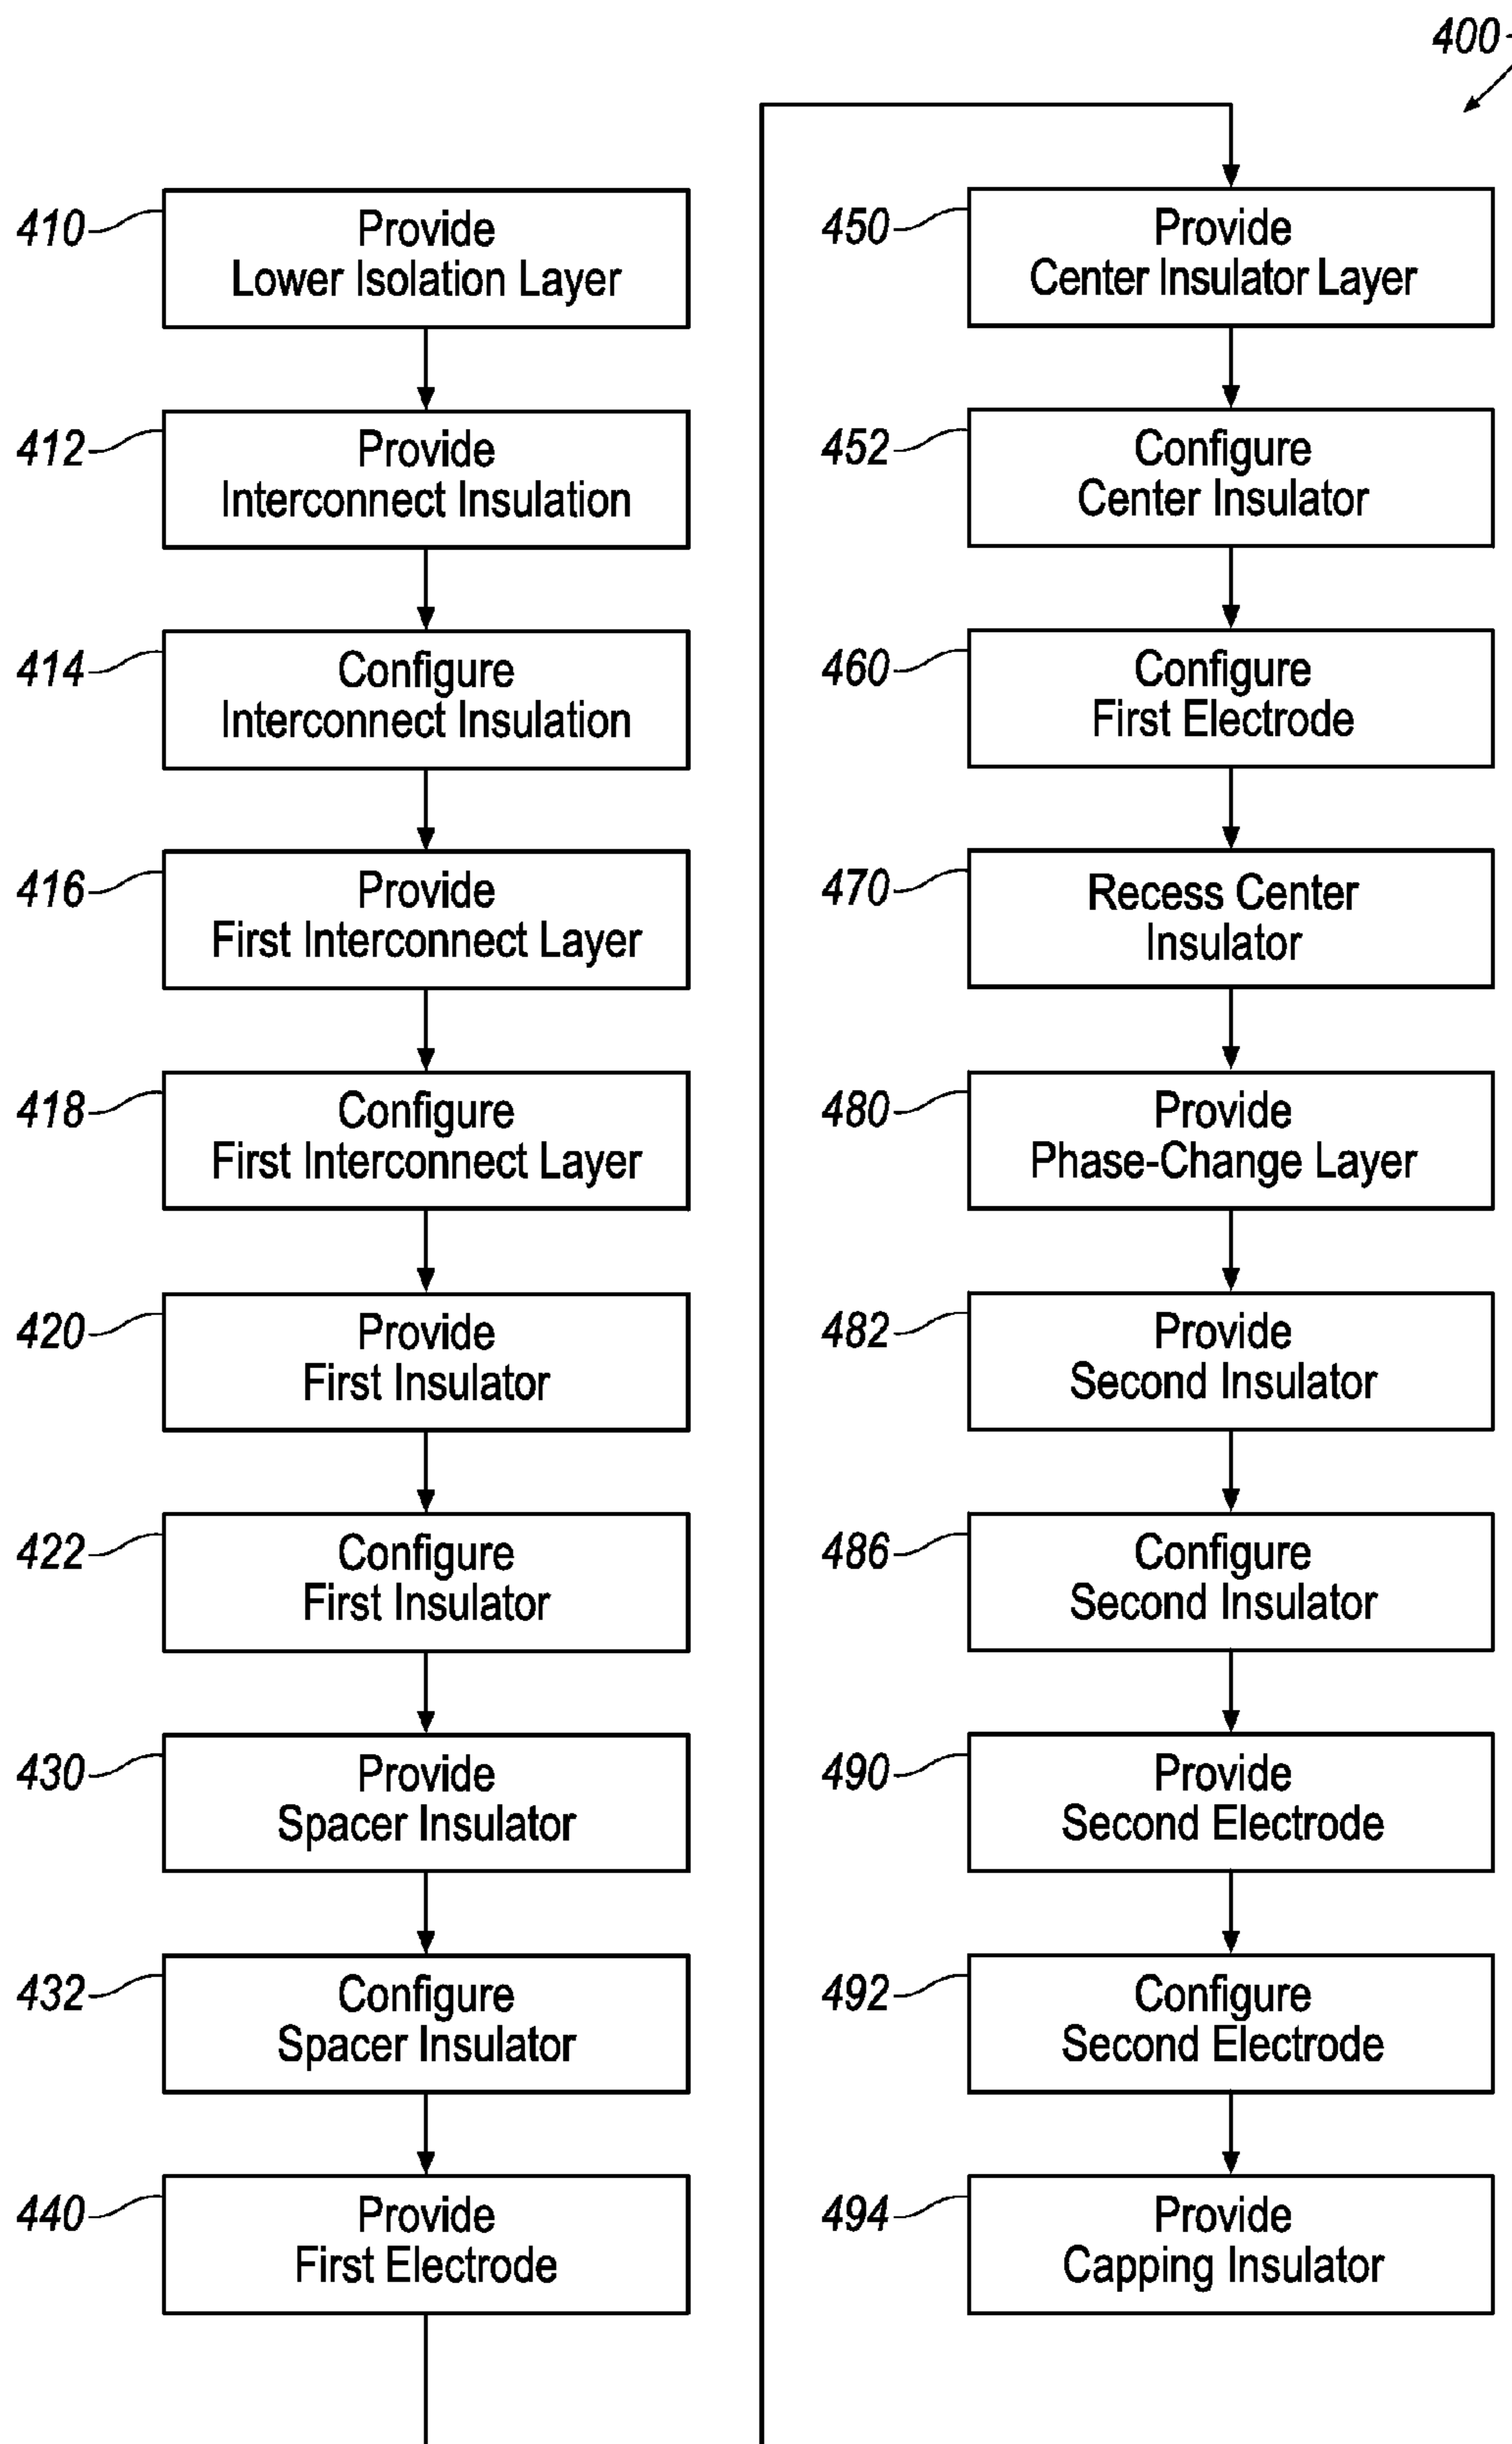 400
410
Provide
Lower Isolation Layer
412
Provide
Interconnect Insulation
414
Configure
Interconnect Insulation
416
Provide
First Interconnect Layer
418
Configure
First Interconnect Layer
420
Provide
First Insulator
422
Configure
First Insulator
430
Provide
Spacer Insulator
432
Configure
Spacer Insulator
440
Provide
First Electrode
450
Provide
Center Insulator Layer
452
Configure
Center Insulator
460
Configure
First Electrode
470
Recess Center
Insulator
480
Provide
Phase-Change Layer
482
Provide
Second Insulator
486
Configure
Second Insulator
490
Provide
Second Electrode
492
Configure
Second Electrode
494
Provide
Capping Insulator